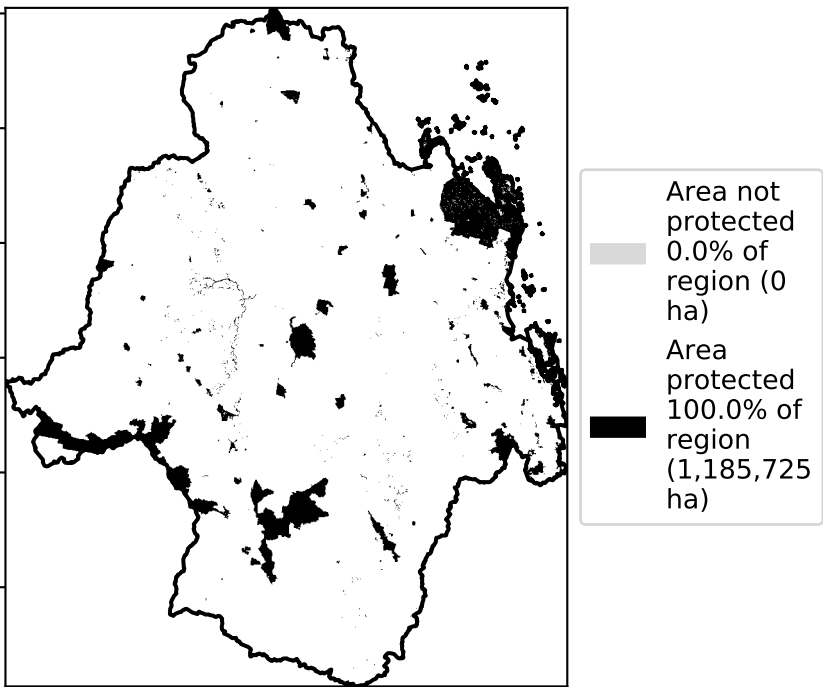 Area not
protected
0.0% of
region (0
ha)
Area
protected
100.0% of
region
(1,185,725
ha)